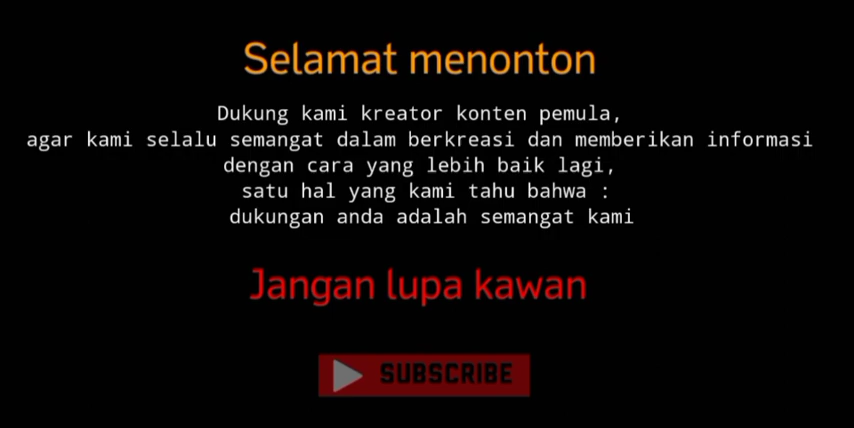 Selamat menonton
Dukung kami kreator konten pemula,
agar kami selalu semangat dalam berkreasi dan memberikan informasi
dengan cara yang lebih baik lagi,
satu hal yang kami tahu bahwa :
dukungan anda adalah semangat kami
Jangan lupa kawan
SUBSCRIBE